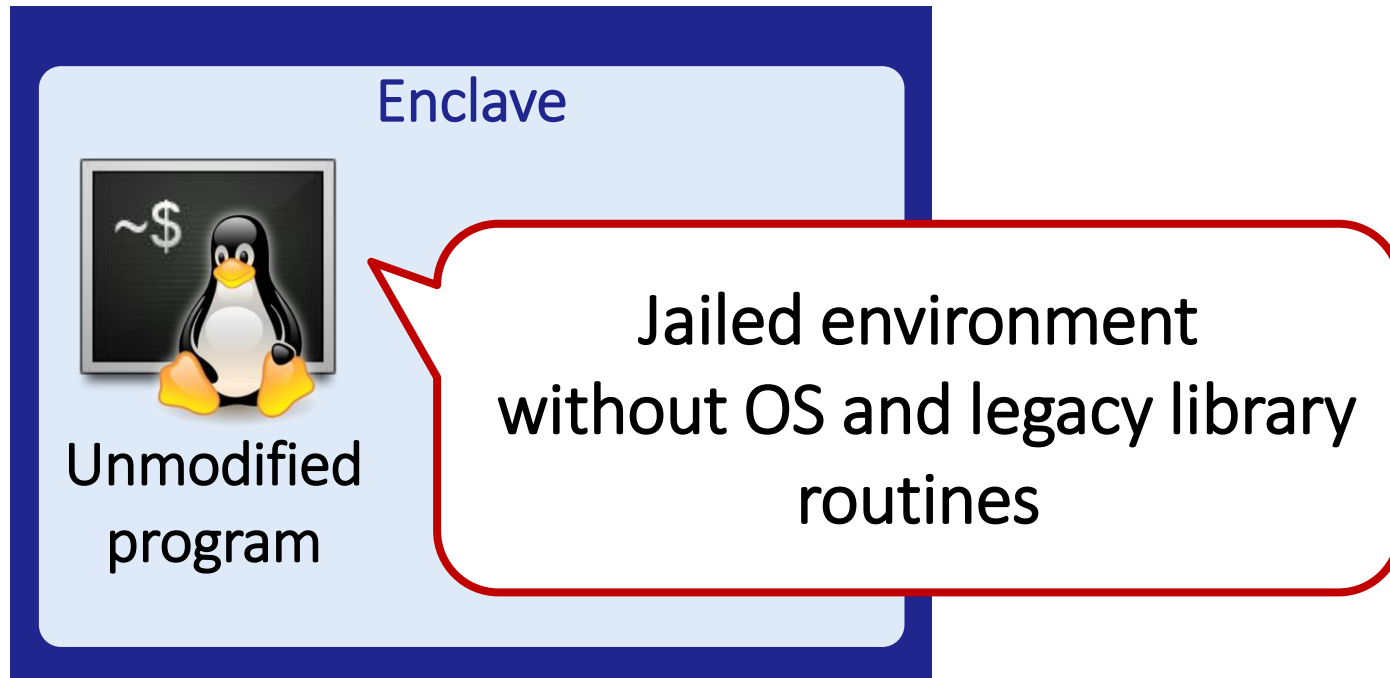 Enclave
~$
Unmodified
program
Jailed environment
without OS and legacy library
routines